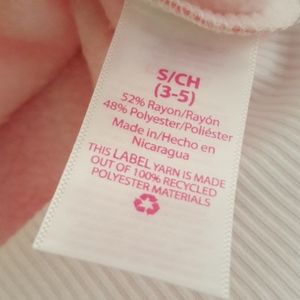 S/CH
(3-5)
52% Rayon/Rayón
48% Polyester/Poliéster
Made in/Hecho en
Nicaragua
THIS LABEL YARN IS MADE
OUT OF 100% RECYCLED
POLYESTER MATERIALS